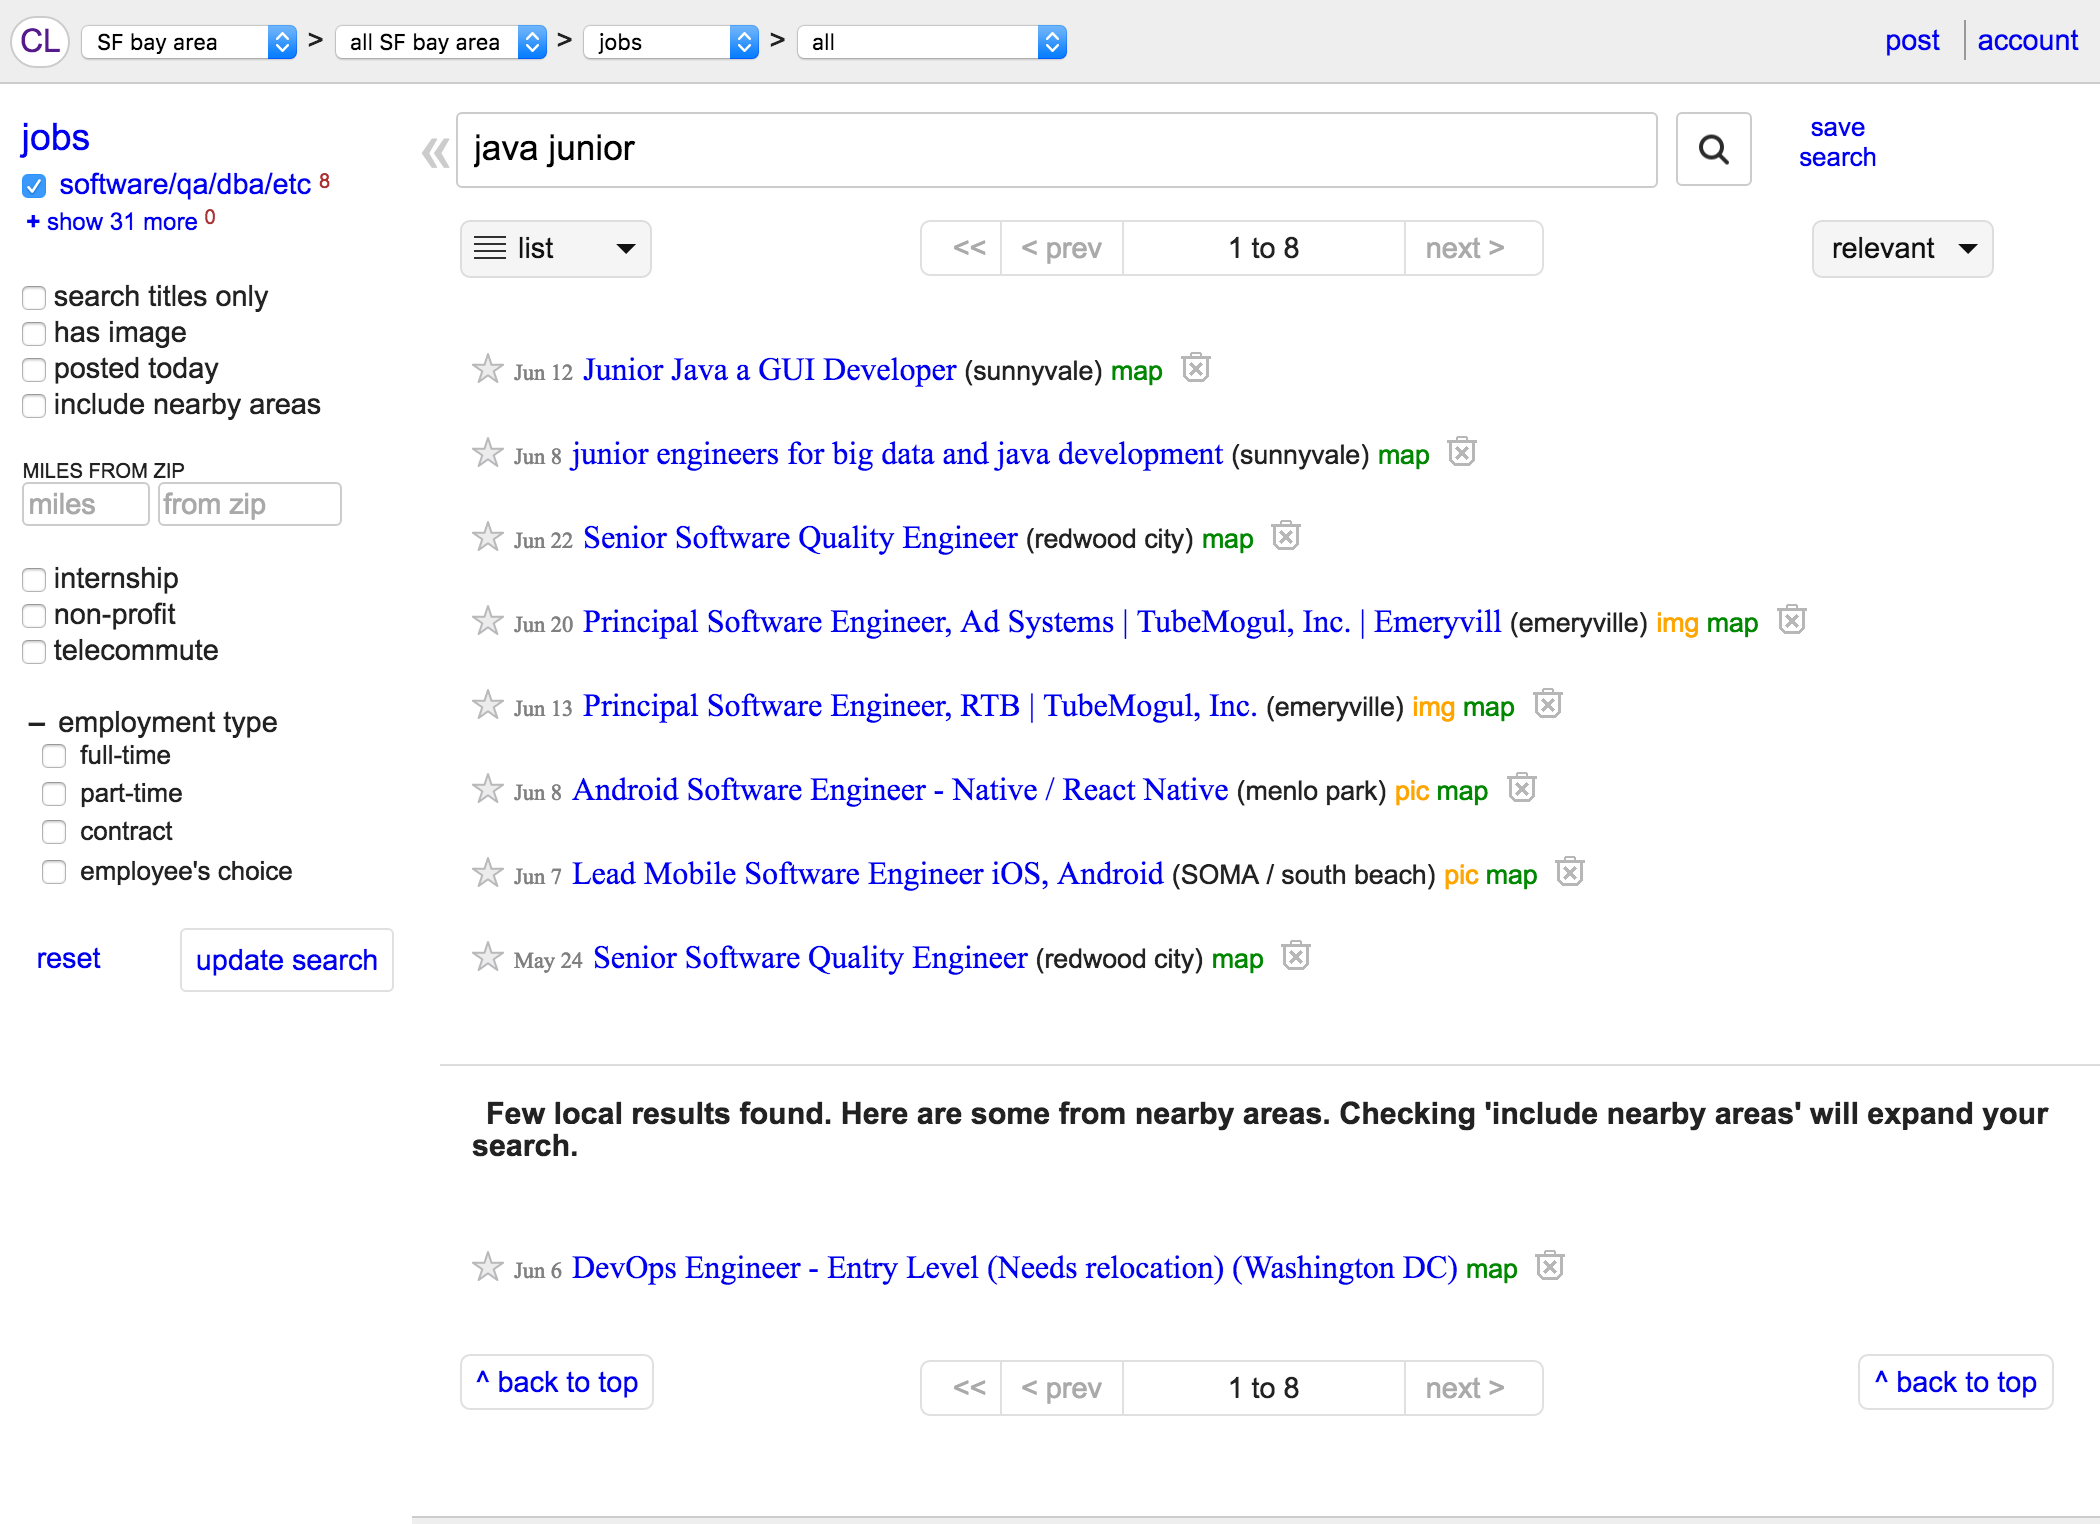 CL SF bay area > all SF bay area > jobs > all post account
jobs
software/qa/dba/etc 8
+ show 31 more 0
search titles only
has image
posted today
include nearby areas
MILES FROM ZIP
miles from zip
internship
non-profit
telecommute
– employment type
full-time
part-time
contract
employee's choice
reset update search
« java junior save
search
list << < prev 1 to 8 next > relevant
Jun 12 Junior Java a GUI Developer (sunnyvale) map
Jun 8 junior engineers for big data and java development (sunnyvale) map
Jun 22 Senior Software Quality Engineer (redwood city) map
Jun 20 Principal Software Engineer, Ad Systems | TubeMogul, Inc. | Emeryvill (emeryville) img map
Jun 13 Principal Software Engineer, RTB | TubeMogul, Inc. (emeryville) img map
Jun 8 Android Software Engineer - Native / React Native (menlo park) pic map
Jun 7 Lead Mobile Software Engineer iOS, Android (SOMA / south beach) pic map
May 24 Senior Software Quality Engineer (redwood city) map
Few local results found. Here are some from nearby areas. Checking 'include nearby areas' will expand your
search.
Jun 6 DevOps Engineer - Entry Level (Needs relocation) (Washington DC) map
^ back to top << < prev 1 to 8 next > ^ back to top